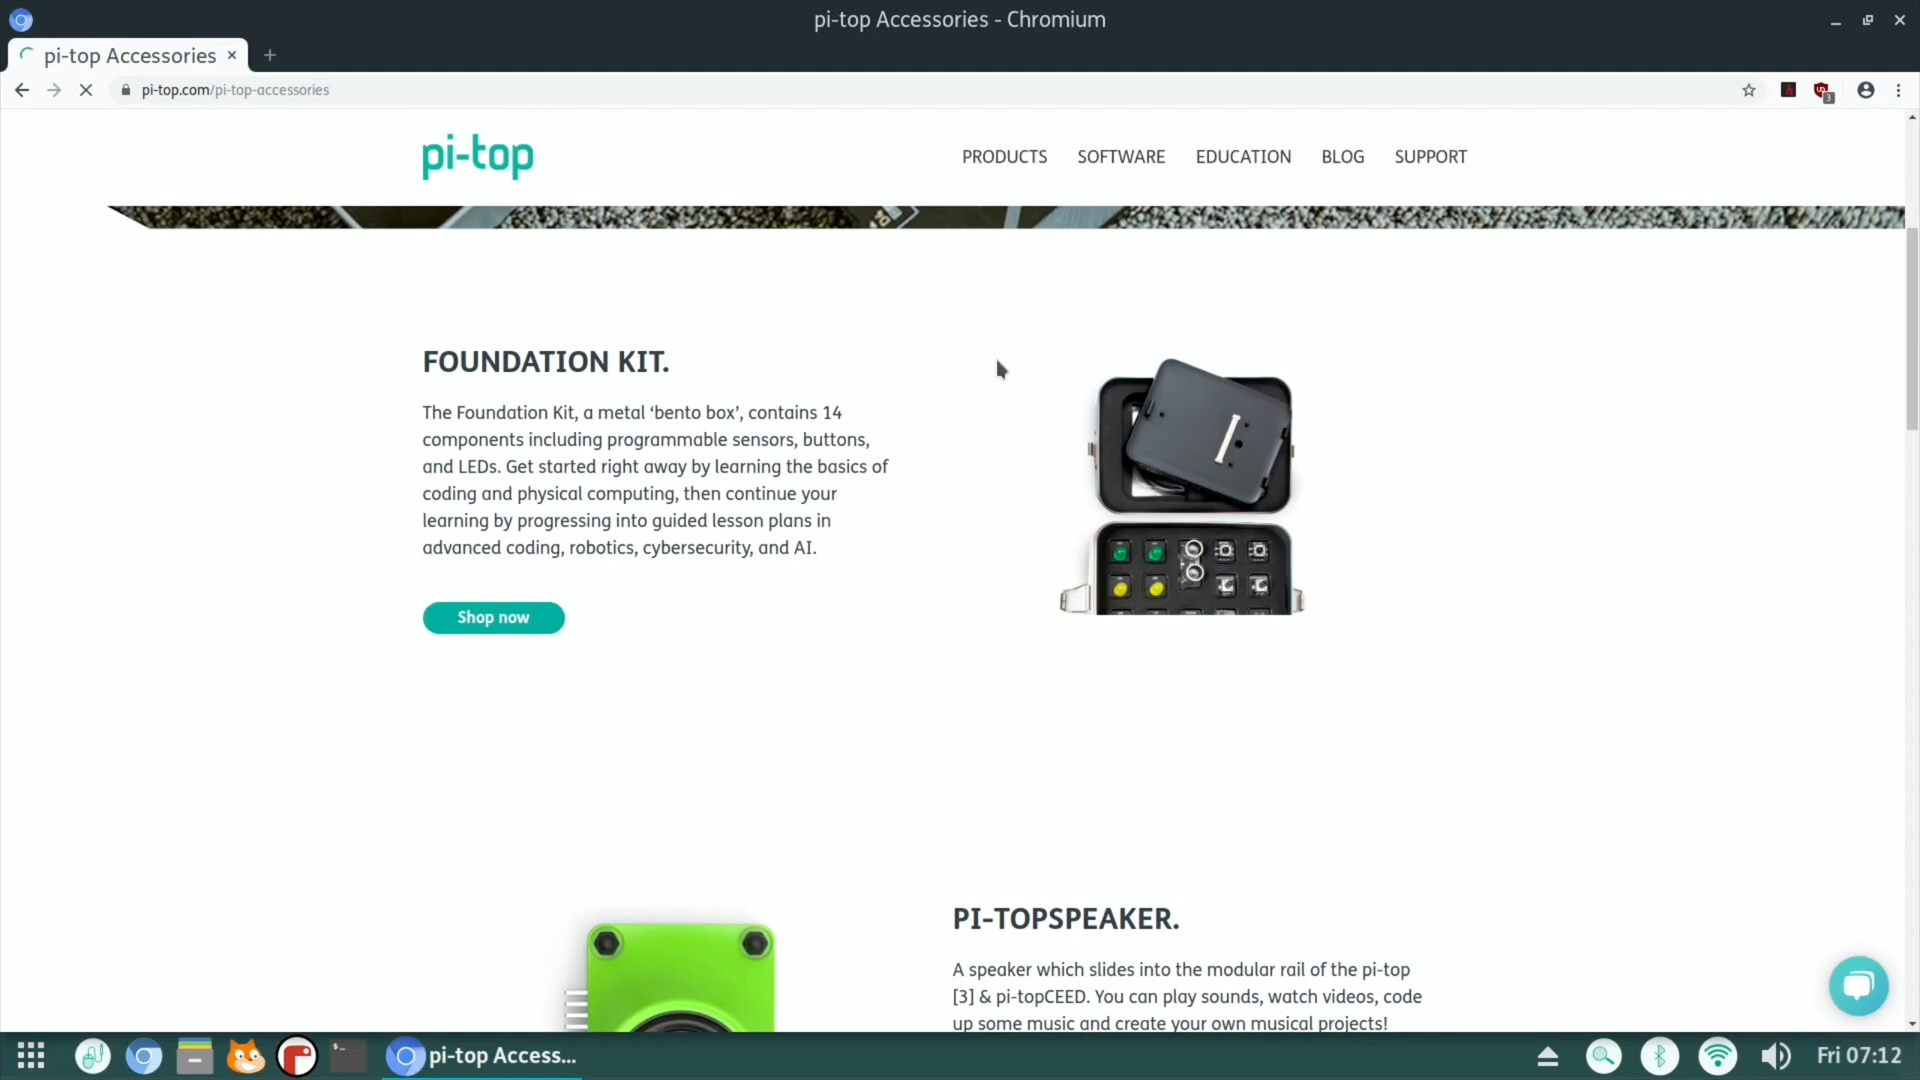 pi-top Accessories - Chromium
pi-top Accessories
pi-top.com/pi-top-accessories
3
pi-top
PRODUCTS SOFTWARE EDUCATION BLOG SUPPORT
FOUNDATION KIT.
The Foundation Kit, a metal ‘bento box’, contains 14
components including programmable sensors, buttons,
and LEDs. Get started right away by learning the basics of
coding and physical computing, then continue your
learning by progressing into guided lesson plans in
advanced coding, robotics, cybersecurity, and AI.
Shop now
PI-TOPSPEAKER.
A speaker which slides into the modular rail of the pi-top
[3] & pi-topCEED. You can play sounds, watch videos, code
up some music and create your own musical projects!
pi-top Access...
Fri 07:12